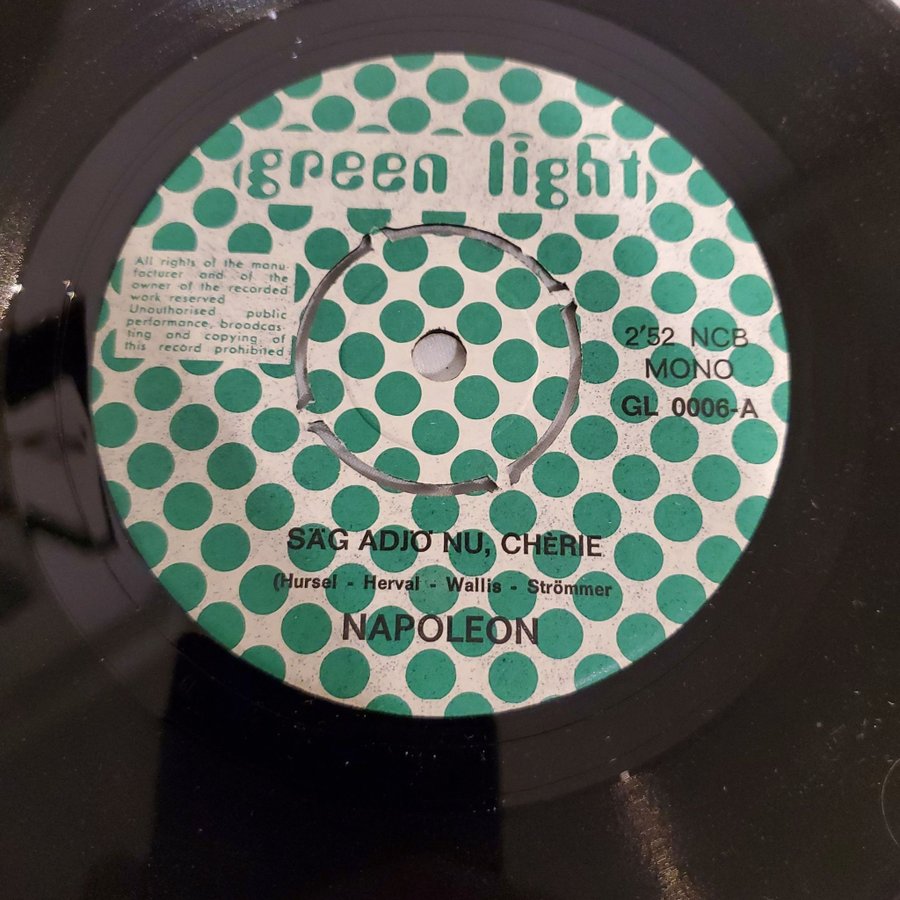 green light
All rights of the manu-
facturer and of the
owner of the recorded
work reserved
Unauthorised public
performance, broodcas-
ting and copying of
this record prohibited
2'52 NCB
MONO
GL 0006-A
SÄG ADJÖ NU, CHÈRIE
(Hursel - Herval - Wallis - Strömmer
NAPOLEON